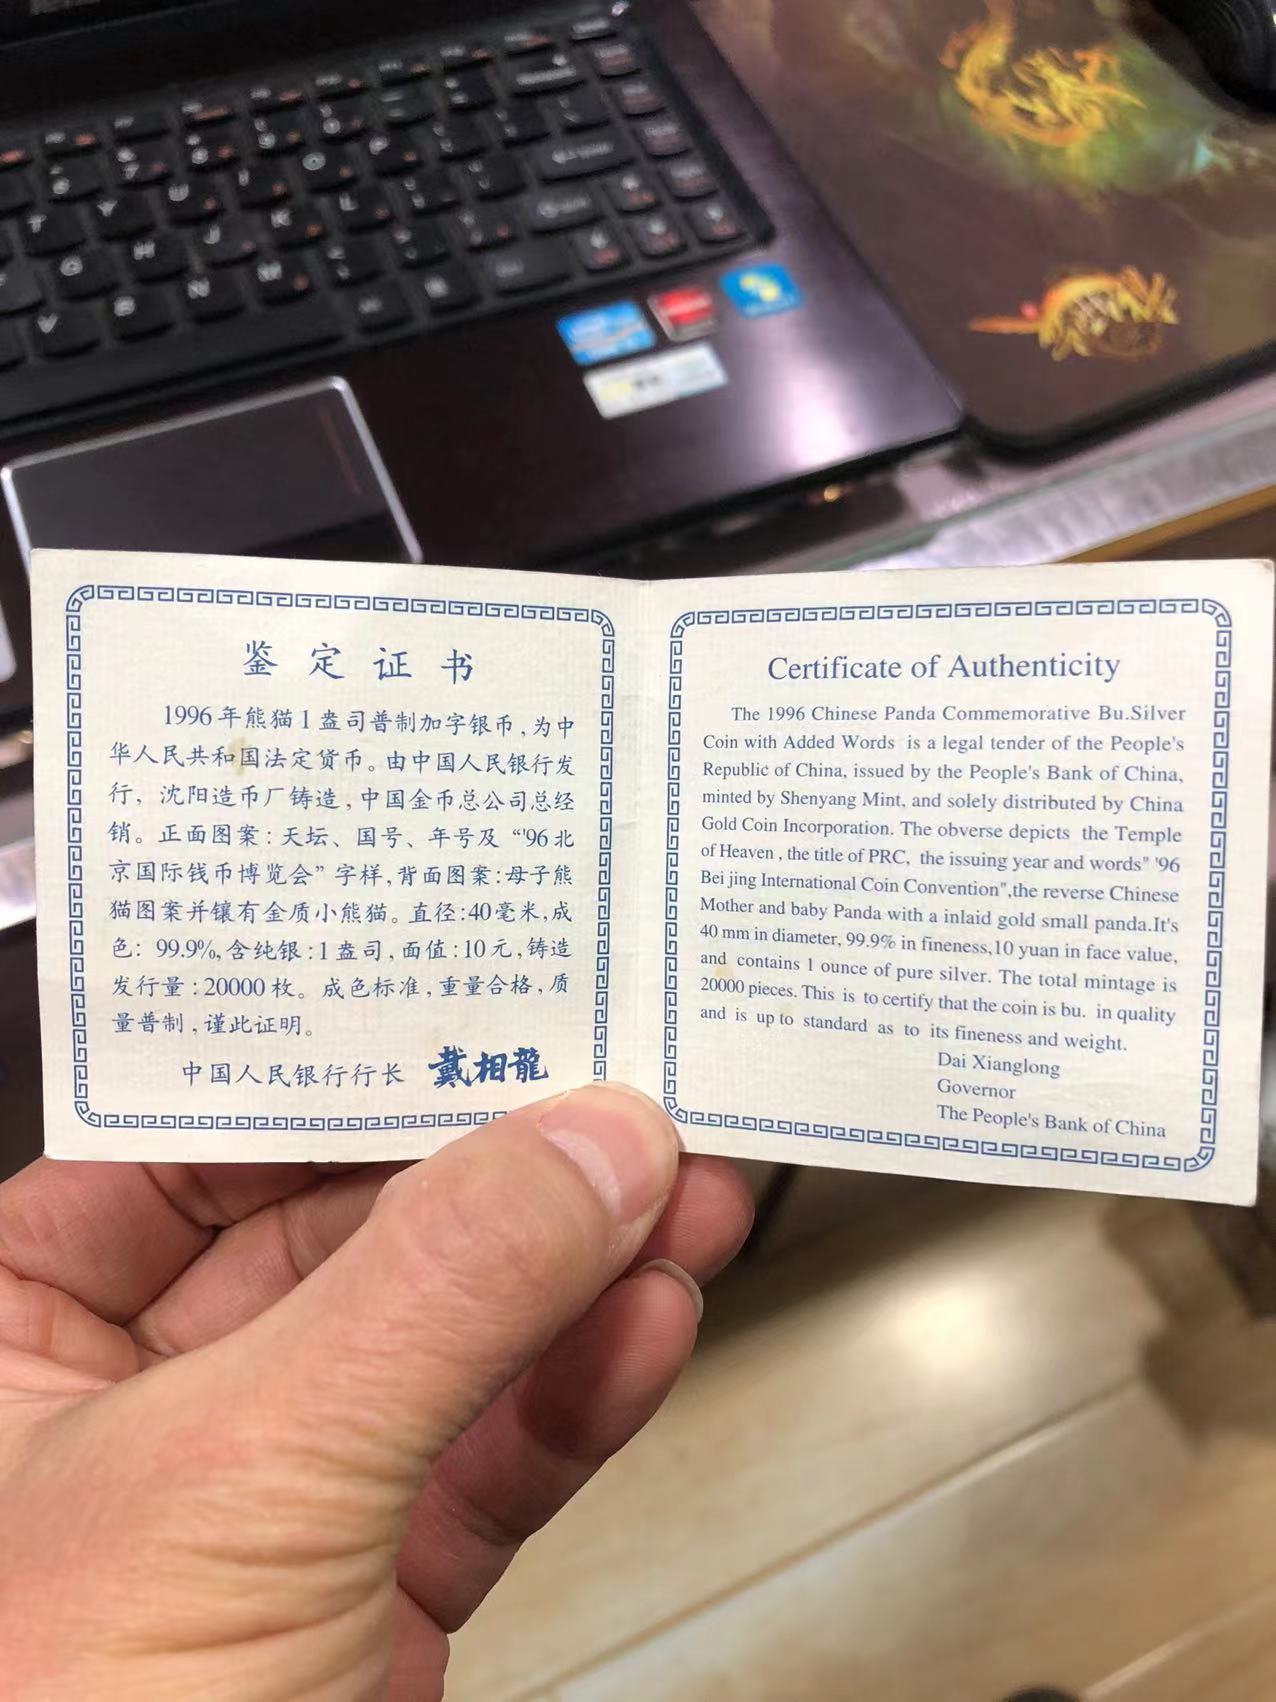 鉴定证书
1996年熊猫1盎司普制加字银币,为中
华人民共和国法定货币。由中国人民银行发
行,沈阳造币厂铸造,中国金币总公司总经
销。正面图案:天坛、国号、年号及“'96北
京国际钱币博览会”字样,背面图案:母子熊
猫图案并镶有金质小熊猫。直径:40毫米,成
色:99.9%,含纯银:1盎司,面值:10元,铸造
发行量:20000枚。成色标准,重量合格,质
量普制,谨此证明。
中国人民银行行长 戴相龍
Certificate of Authenticity
The 1996 Chinese Panda Commemorative Bu.Silver
Coin with Added Words is a legal tender of the People's
Republic of China, issued by the People's Bank of China,
minted by Shenyang Mint, and solely distributed by China
Gold Coin Incorporation. The obverse depicts the Temple
of Heaven , the title of PRC, the issuing year and words" '96
Bei jing International Coin Convention",the reverse Chinese
Mother and baby Panda with a inlaid gold small panda.It's
40 mm in diameter, 99.9% in fineness,10 yuan in face value,
and contains 1 ounce of pure silver. The total mintage is
20000 pieces. This is to certify that the coin is bu. in quality
and is up to standard as to its fineness and weight.
Dai Xianglong
Governor
The People's Bank of China